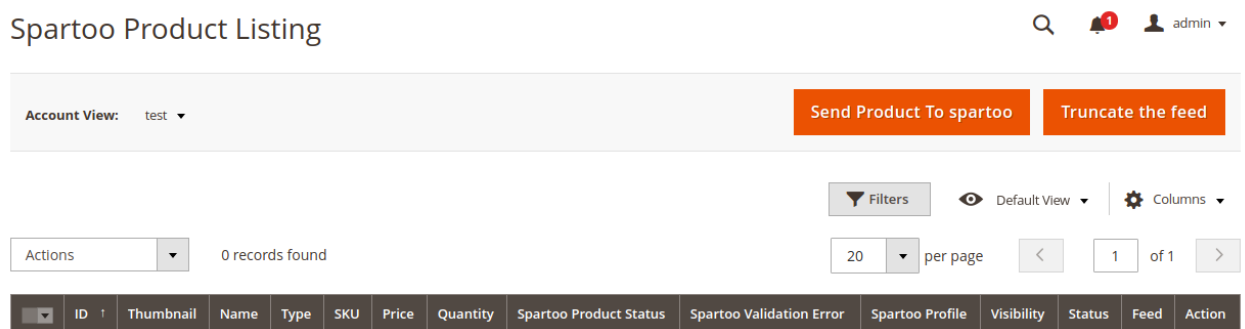 Spartoo Product Listing
1
admin
Account View: test
Send Product To spartoo
Truncate the feed
Filters
Default View
Columns
Actions
0 records found
20 per page
1 of 1
ID ↑ Thumbnail Name Type SKU Price Quantity Spartoo Product Status Spartoo Validation Error Spartoo Profile Visibility Status Feed Action